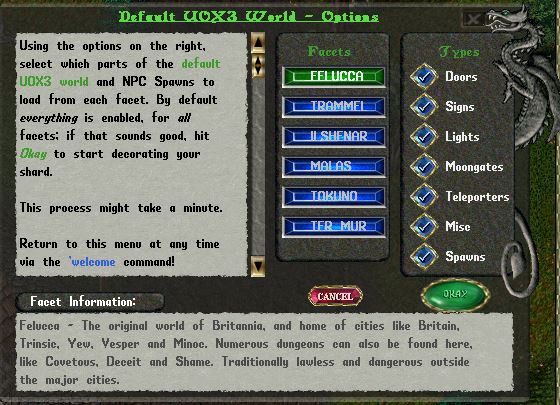 Default UOX3 World - Options
Using the options on the right,
select which parts of the default
UOX3 world and NPC Spawns to
load from each facet. By default
everything is enabled, for all
facets; if that sounds good, hit
Okay to start decorating your
shard.
This process might take a minute.
Return to this menu at any time
via the 'welcome command!
Facets
FELUCCA
TRAMMEL
ILSHENAR
MALAS
TOKUNO
TER MUR
Types
Doors
Signs
Lights
Moongates
Teleporters
Misc
Spawns
Facet Information:
CANCEL
OKAY
Felucca - The original world of Britannia, and home of cities like Britain,
Trinsic, Yew, Vesper and Minoc. Numerous dungeons can also be found here,
like Covetous, Deceit and Shame. Traditionally lawless and dangerous outside
the major cities.